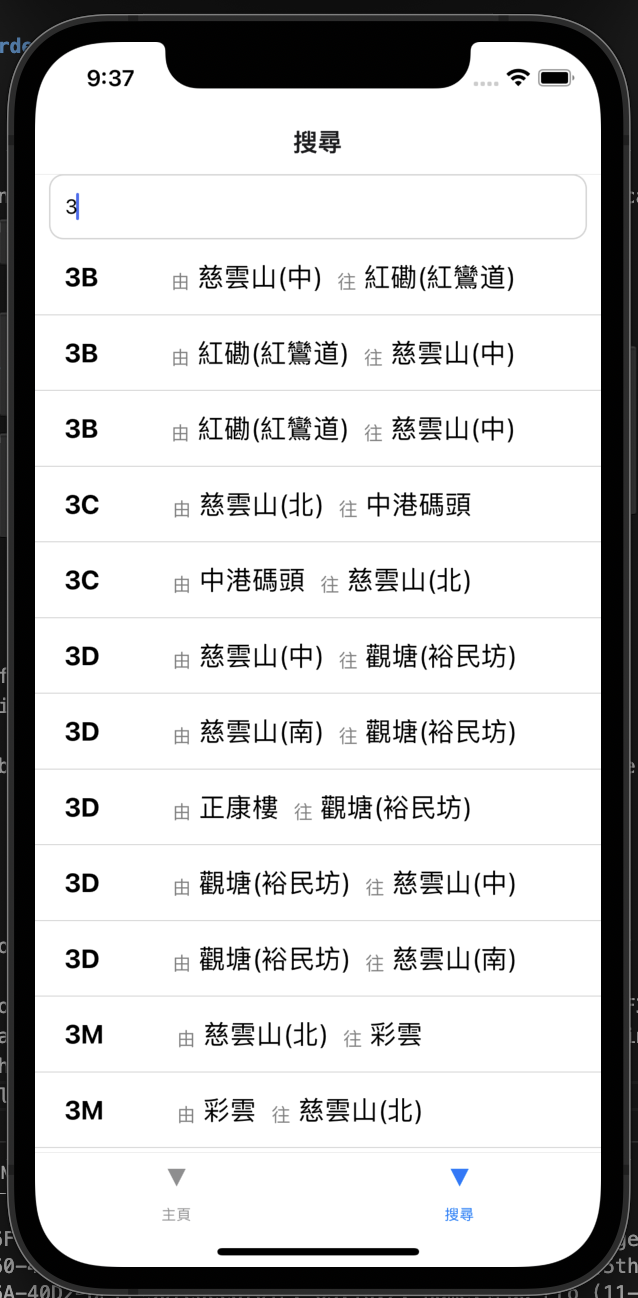 9:37
搜尋
3
3B 由 慈雲山(中) 往 紅磡(紅鸞道)
3B 由 紅磡(紅鸞道) 往 慈雲山(中)
3B 由 紅磡(紅鸞道) 往 慈雲山(中)
3C 由 慈雲山(北) 往 中港碼頭
3C 由 中港碼頭 往 慈雲山(北)
3D 由 慈雲山(中) 往 觀塘(裕民坊)
3D 由 慈雲山(南) 往 觀塘(裕民坊)
3D 由 正康樓 往 觀塘(裕民坊)
3D 由 觀塘(裕民坊) 往 慈雲山(中)
3D 由 觀塘(裕民坊) 往 慈雲山(南)
3M 由 慈雲山(北) 往 彩雲
3M 由 彩雲 往 慈雲山(北)
主頁 搜尋